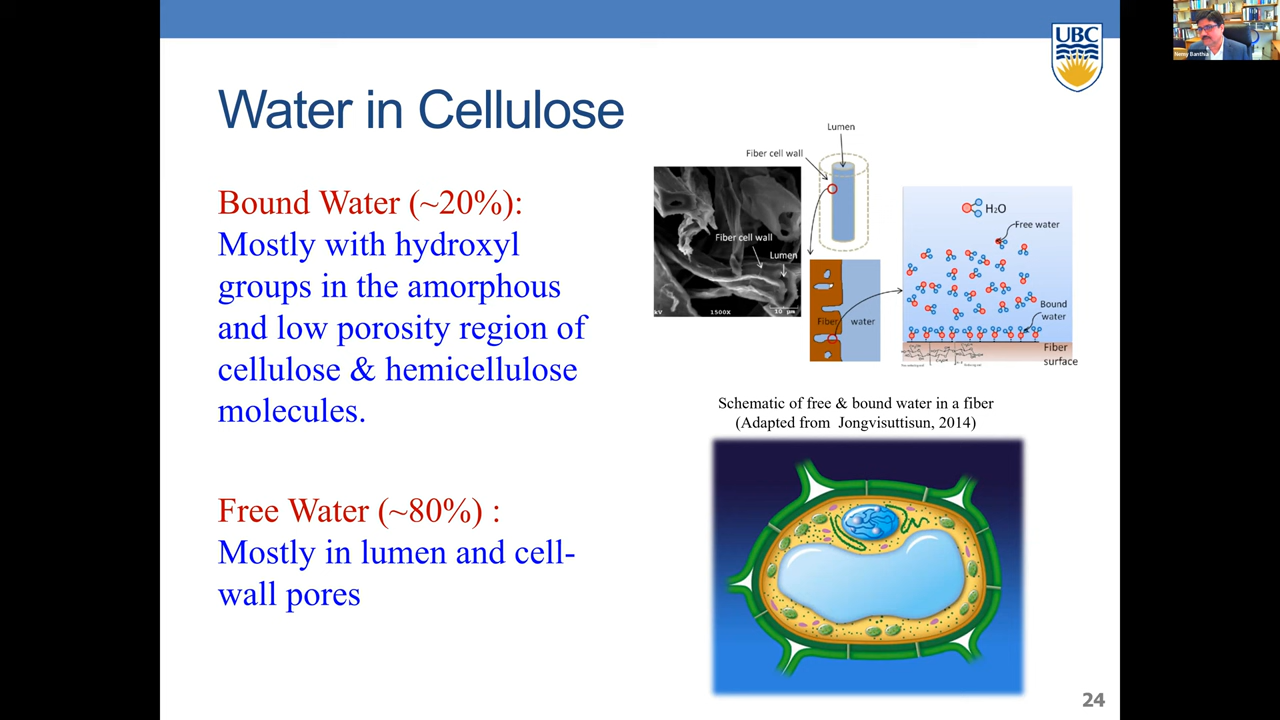 UBC
Nemy Banthia
Water in Cellulose
Bound Water (~20%):
Mostly with hydroxyl
groups in the amorphous
and low porosity region of
cellulose & hemicellulose
molecules.
Free Water (~80%) :
Mostly in lumen and cell-
wall pores
Lumen
Fiber cell wall
Fiber cell wall
Lumen
kV
1500X
10 μm
Fiber
water
H2O
Free water
Bound
water
Fiber
surface
Schematic of free & bound water in a fiber
(Adapted from Jongvisuttisun, 2014)
24